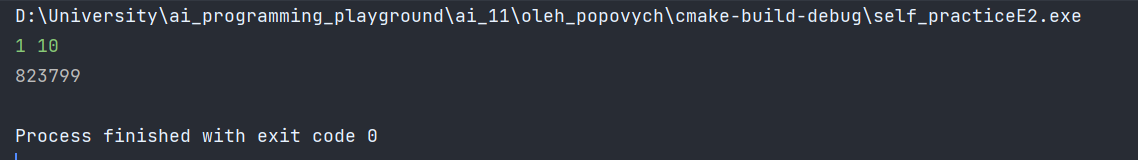 D:\University\ai_programming_playground\ai_11\oleh_popovych\cmake-build-debug\self_practiceE2.exe
1 10
823799
Process finished with exit code 0